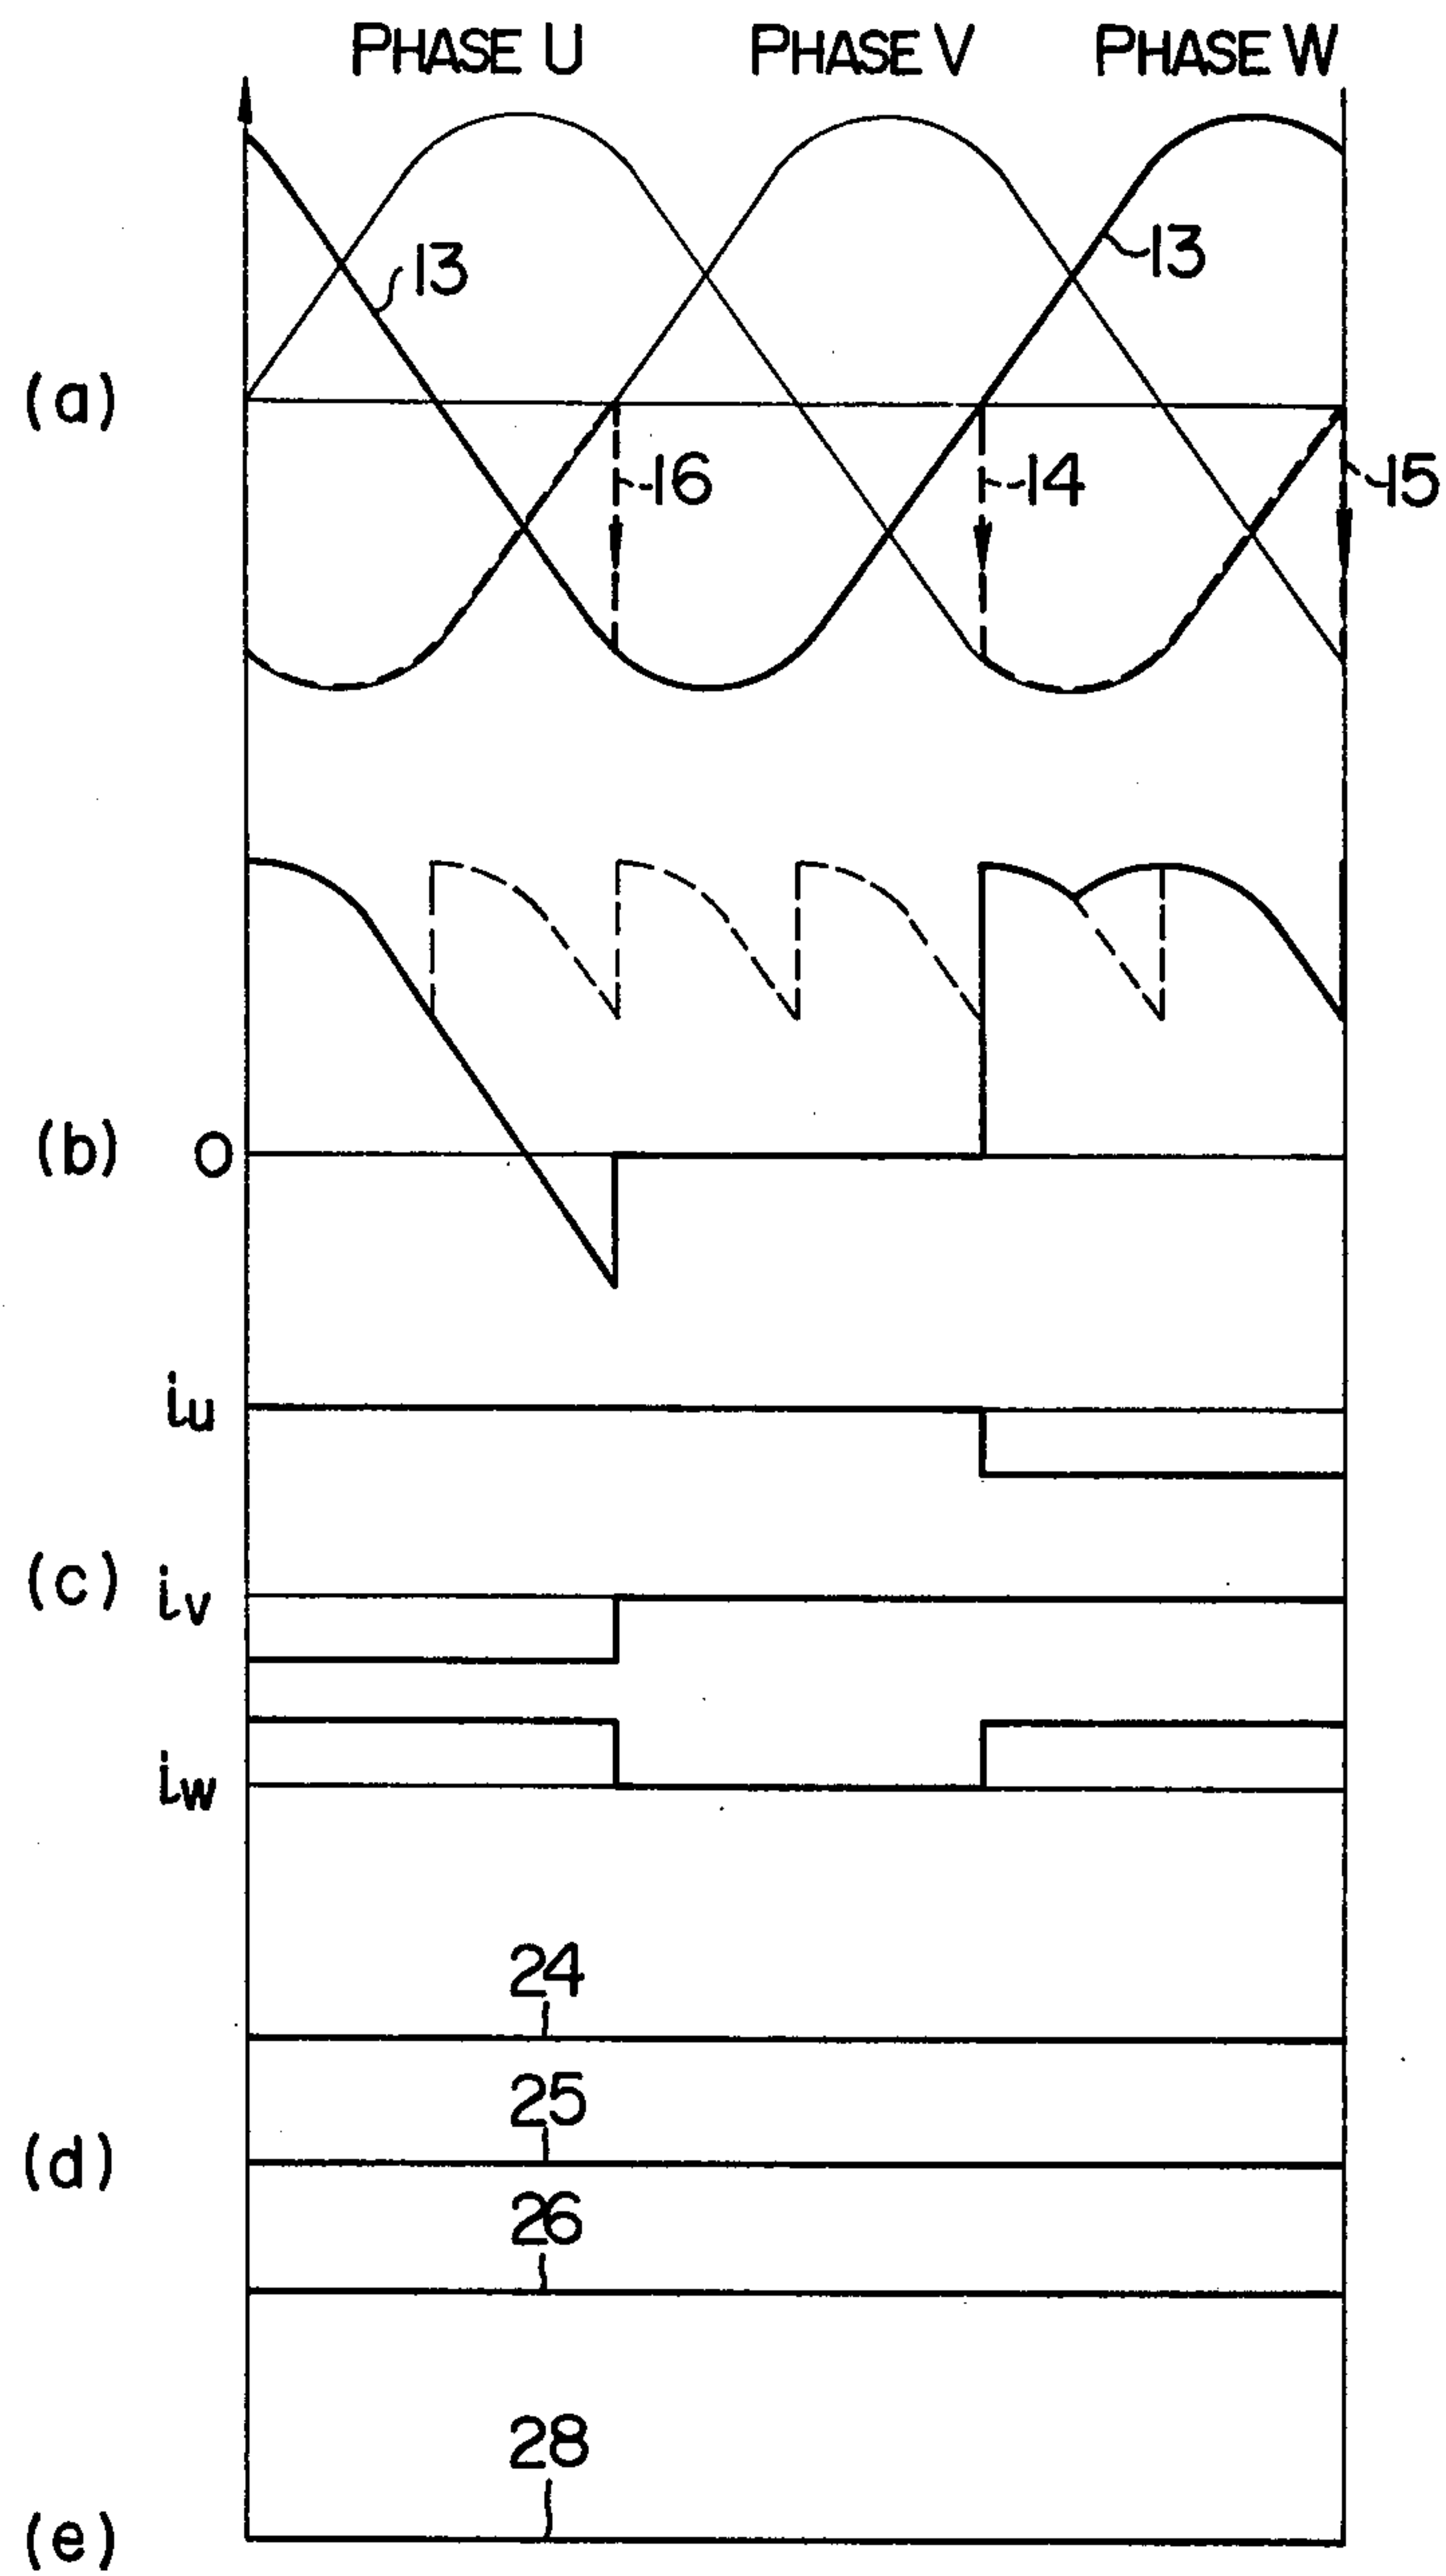 PHASE U PHASE V PHASE W
13
13
(a)
16
14
15
(b) 0
iu
(c) iv
iw
24
25
(d)
26
28
(e)